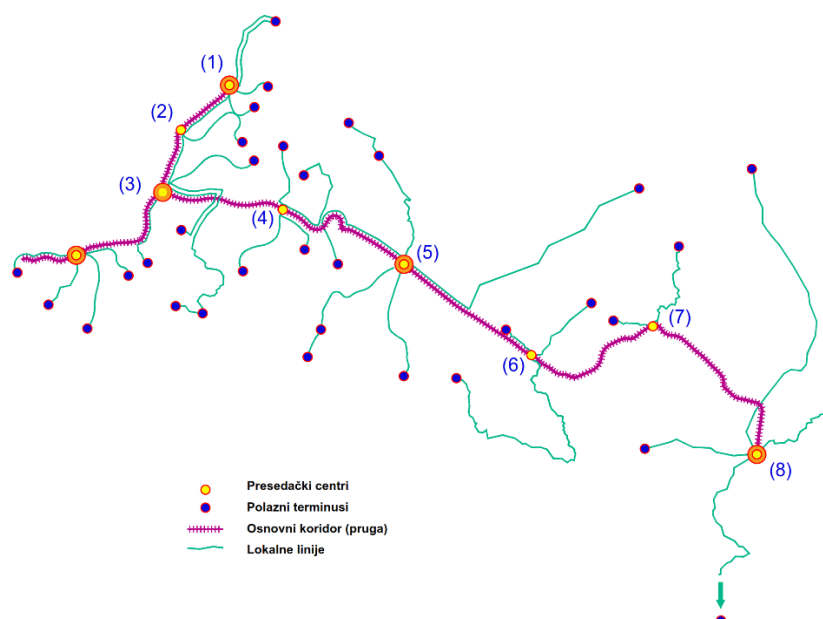 (1)
(2)
(3)
(4)
(5)
(6)
(7)
(8)
Presedački centri
Polazni terminusi
Osnovni koridor (pruga)
Lokalne linije